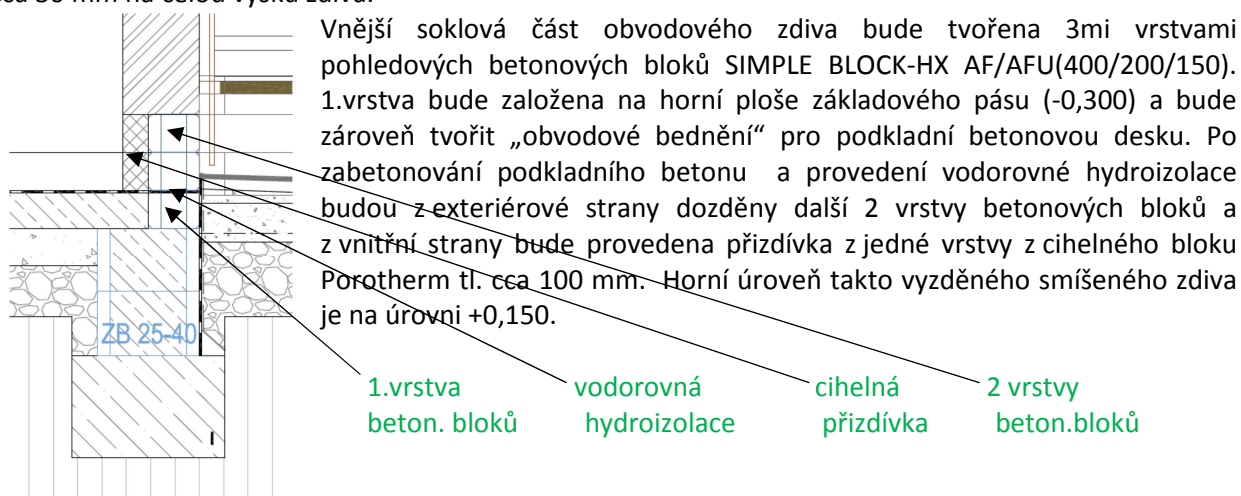 cca 50 mm na celou výšku zdiva.
Vnější soklová část obvodového zdiva bude tvořena 3mi vrstvami
pohledových betonových bloků SIMPLE BLOCK-HX AF/AFU(400/200/150).
1.vrstva bude založena na horní ploše základového pásu (-0,300) a bude
zároveň tvořit „obvodové bednění“ pro podkladní betonovou desku. Po
zabetonování podkladního betonu a provedení vodorovné hydroizolace
budou z exteriérové strany dozděny další 2 vrstvy betonových bloků a
z vnitřní strany bude provedena přizdívka z jedné vrstvy z cihelného bloku
Porotherm tl. cca 100 mm. Horní úroveň takto vyzděného smíšeného zdiva
je na úrovni +0,150.
ZB 25-40
1.vrstva vodorovná cihelná 2 vrstvy
beton. bloků hydroizolace přizdívka beton.bloků